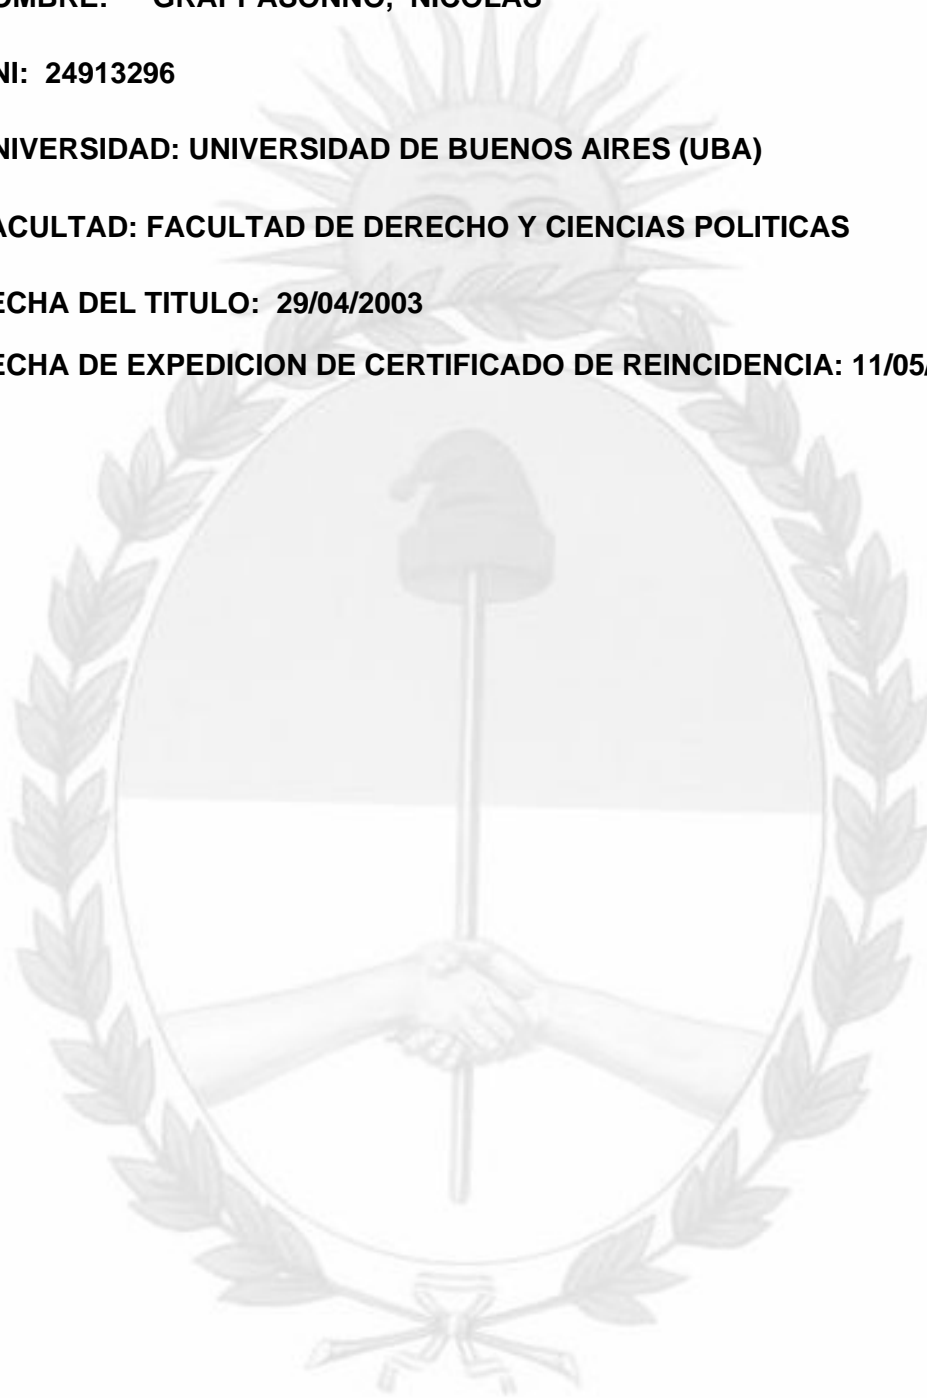 OMBRE: NICOLAS
NI: 24913296
NIVERSIDAD: UNIVERSIDAD DE BUENOS AIRES (UBA)
ACULTAD: FACULTAD DE DERECHO Y CIENCIAS POLITICAS
ECHA DEL TITULO: 29/04/2003
ECHA DE EXPEDICION DE CERTIFICADO DE REINCIDENCIA: 11/05/